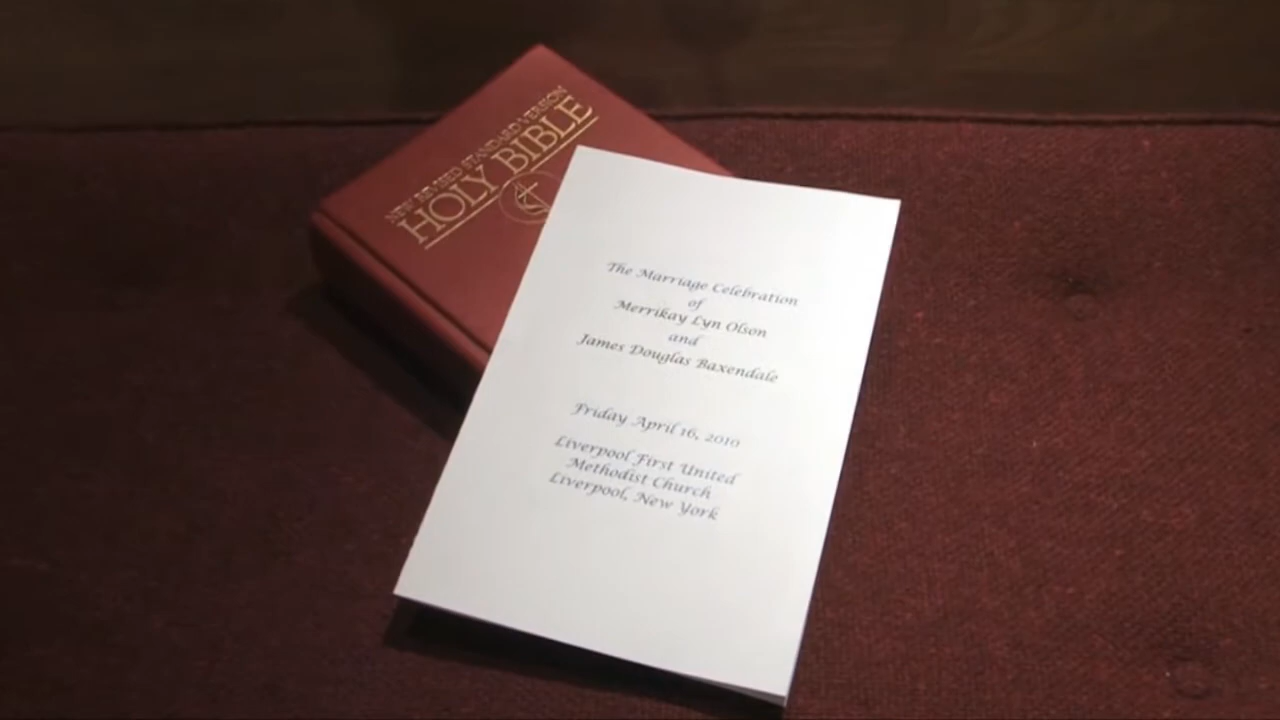 NEW REVISED STANDARD VERSION
HOLY BIBLE
The Marriage Celebration
of
Merrikay Lyn Olson
and
James Douglas Baxendale
Friday April 16, 2010
Liverpool First United
Methodist Church
Liverpool, New York